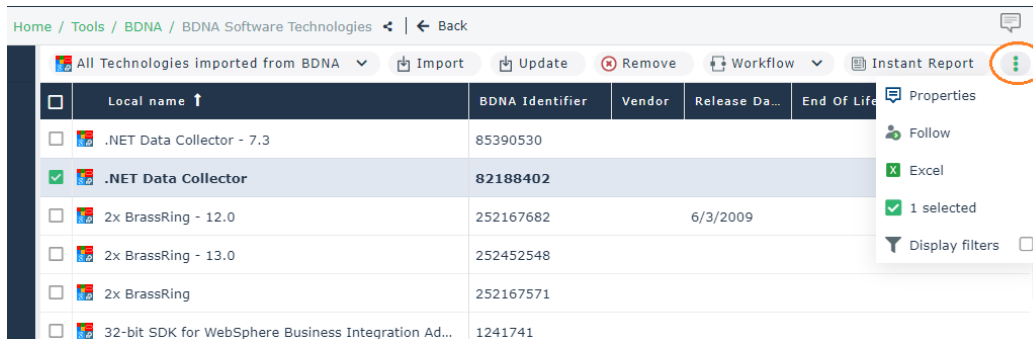 Home / Tools / BDNA / BDNA Software Technologies Back
All Technologies imported from BDNA Import Update Remove Workflow Instant Report
Local name BDNA Identifier Vendor Release Da... End Of Life
Properties
.NET Data Collector - 7.3 85390530
Follow
Excel
.NET Data Collector 82188402
1 selected
2x BrassRing - 12.0 252167682 6/3/2009
Display filters
2x BrassRing - 13.0 252452548
2x BrassRing 252167571
32-bit SDK for WebSphere Business Integration Ad... 1241741